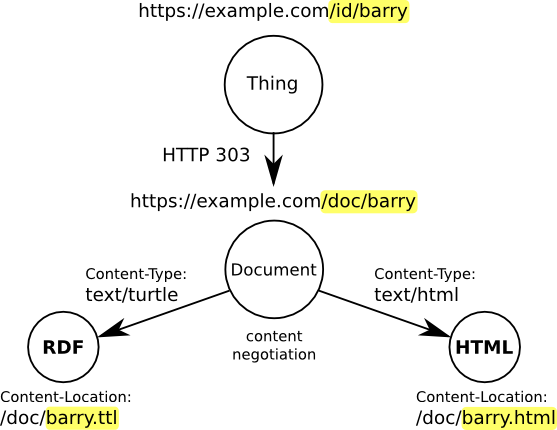 https://example.com/id/barry
Thing
HTTP 303
https://example.com/doc/barry
Document
content
negotiation
Content-Type:
text/turtle
Content-Type:
text/html
RDF
HTML
Content-Location:
/doc/barry.ttl
Content-Location:
/doc/barry.html